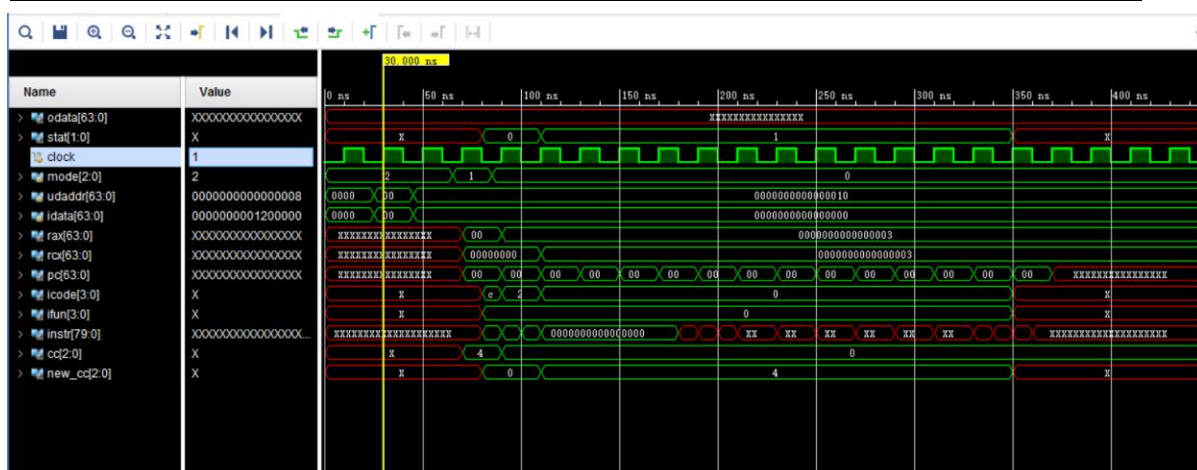 30.000 ns
Name Value 0 ns 50 ns 100 ns 150 ns 200 ns 250 ns 300 ns 350 ns 400 ns
odata[63:0] XXXXXXXXXXXXXXXX XXXXXXXXXXXXXXXX
stat[1:0] X X 0 1 X
clock 1
mode[2:0] 2 2 1 0
udaddr[63:0] 0000000000000008 0000 00 0000000000000010
idata[63:0] 0000000001200000 0000 00 0000000000000000
rax[63:0] XXXXXXXXXXXXXXXX XXXXXXXXXXXXXXXX 00 0000000000000003
rcx[63:0] XXXXXXXXXXXXXXXX XXXXXXXXXXXXXXXX 00000000 0000000000000003
pc[63:0] XXXXXXXXXXXXXXXX XXXXXXXXXXXXXXXX 00 00 00 00 00 00 00 00 00 00 00 00 00 00 00 XXXXXXXXXXXXXXXX
icode[3:0] X X c 2 0 X
ifun[3:0] X X 0 X
instr[79:0] XXXXXXXXXXXXXXXXX... XXXXXXXXXXXXXXXXXXXX 0000000000000000 XX XX XX XX XX XX XXXXXXXXXXXXXXXXXXXX
cc[2:0] X X 4 0
new_cc[2:0] X X 0 4 X